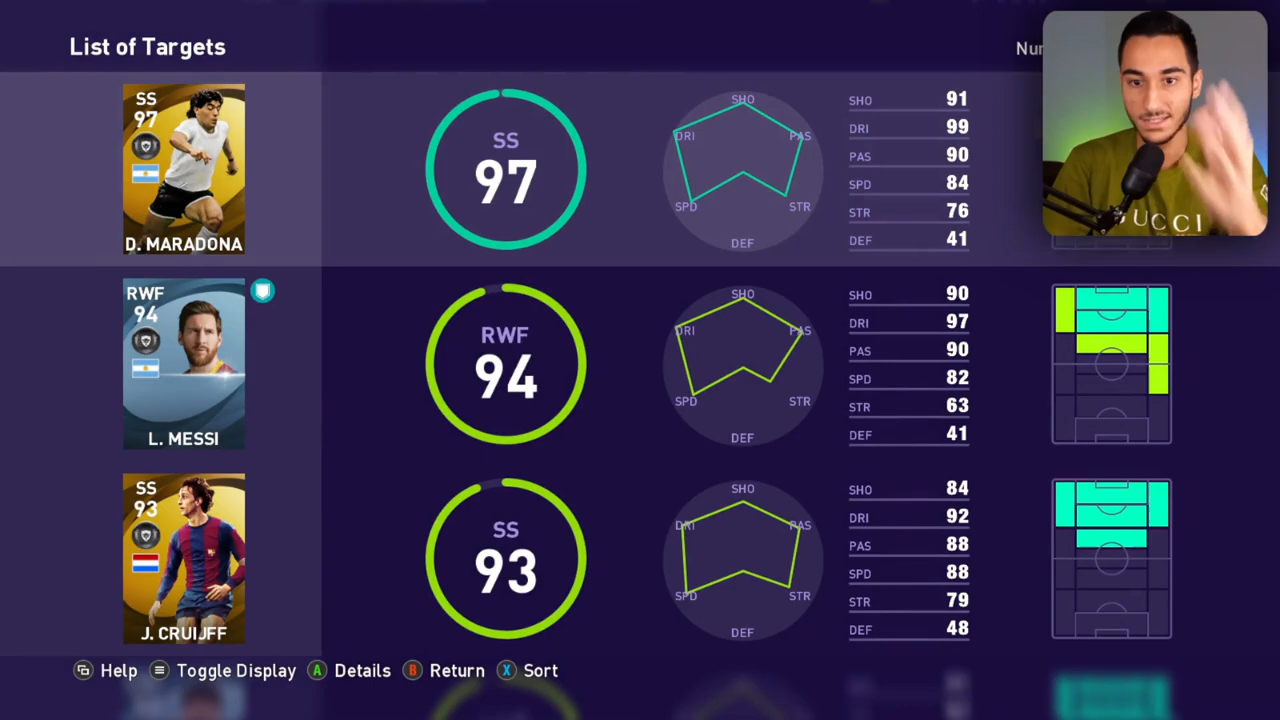 List of Targets
Nu
SS
97
D. MARADONA
SS
97
SHO
DRI
PAS
SPD
STR
DEF
SHO 91
DRI 99
PAS 90
SPD 84
STR 76
DEF 41
GUCCI
RWF
94
L. MESSI
RWF
94
SHO
DRI
PAS
SPD
STR
DEF
SHO 90
DRI 97
PAS 90
SPD 82
STR 63
DEF 41
SS
93
J. CRUIJFF
SS
93
SHO
DRI
PAS
SPD
STR
DEF
SHO 84
DRI 92
PAS 88
SPD 88
STR 79
DEF 48
Help Toggle Display A Details B Return X Sort